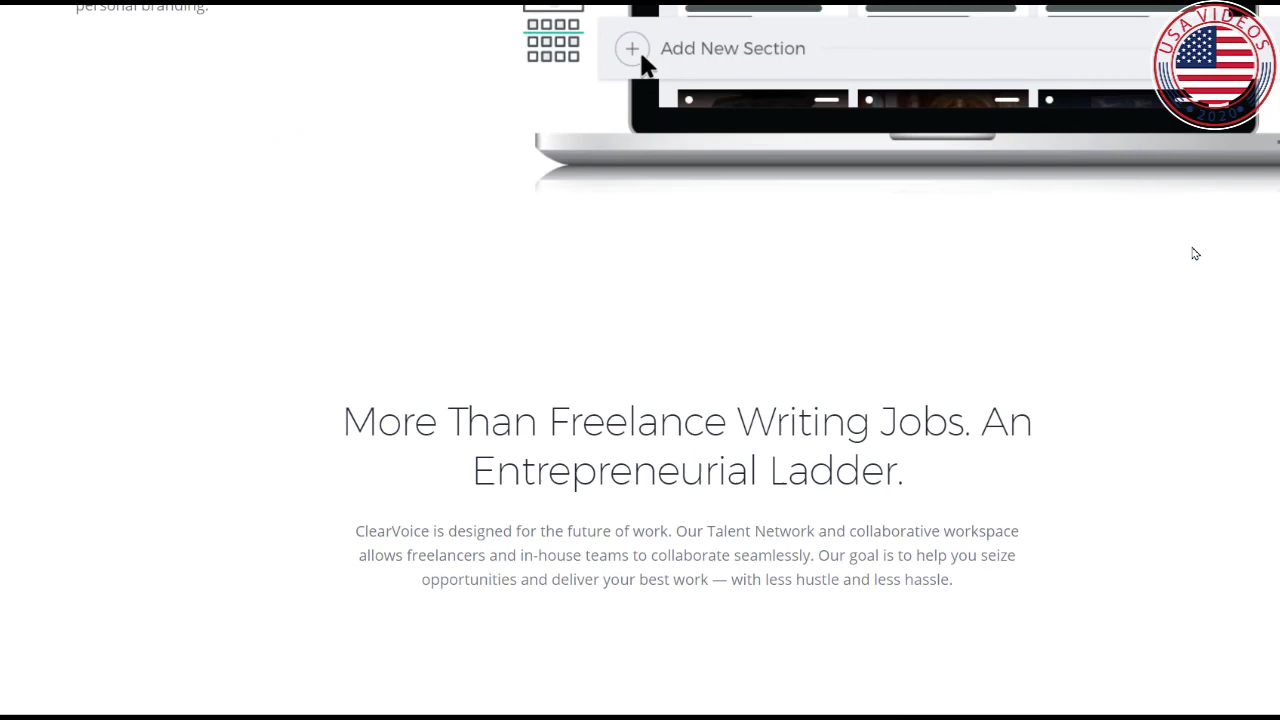 personal branding.
Add New Section
USA VIDEOS
2020
More Than Freelance Writing Jobs. An
Entrepreneurial Ladder.
ClearVoice is designed for the future of work. Our Talent Network and collaborative workspace
allows freelancers and in-house teams to collaborate seamlessly. Our goal is to help you seize
opportunities and deliver your best work — with less hustle and less hassle.